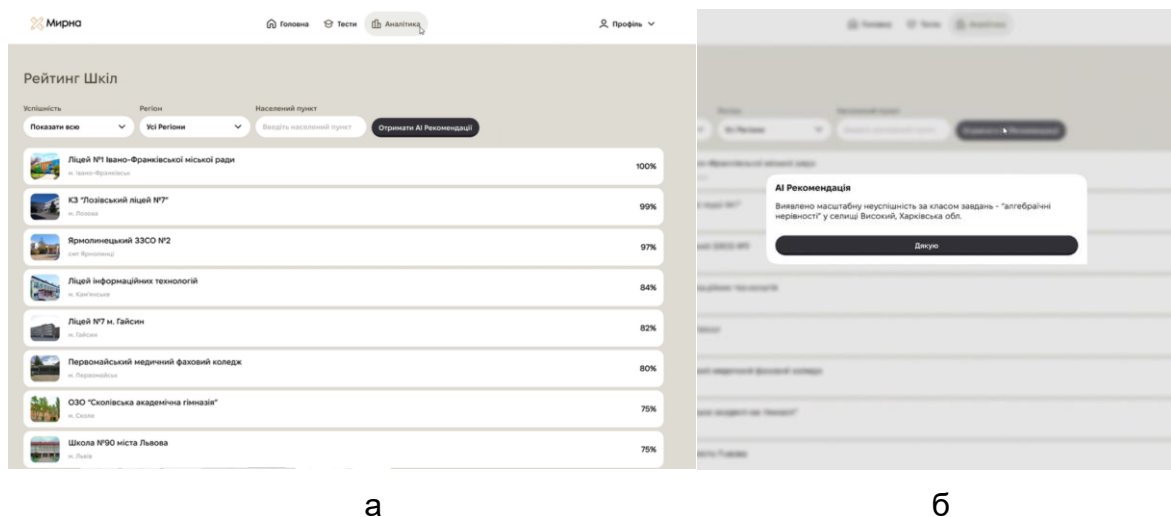 Мирна
Головна Тести Аналітика
Профіль
Рейтинг Шкіл
Успішність Регіон Населений пункт
Показати всю Усі Регіони Введіть населений пункт Отримати АІ Рекомендації
Ліцей №1 Івано-Франківської міської ради
м. Івано-Франківськ
100%
КЗ "Лозівський ліцей №7"
м. Лозова
99%
Ярмолинецький ЗЗСО №2
смт Ярмолинці
97%
Ліцей інформаційних технологій
м. Кам'янське
84%
Ліцей №7 м. Гайсин
м. Гайсин
82%
Первомайський медичний фаховий коледж
м. Первомайськ
80%
ОЗО "Сколівська академічна гімназія"
м. Сколе
75%
Школа №90 міста Львова
м. Львів
75%
АІ Рекомендація
Виявлено масштабну неуспішність за класом завдань - "алгебраїчні
нерівності" у селищі Високий, Харківська обл.
Дякую
а
б